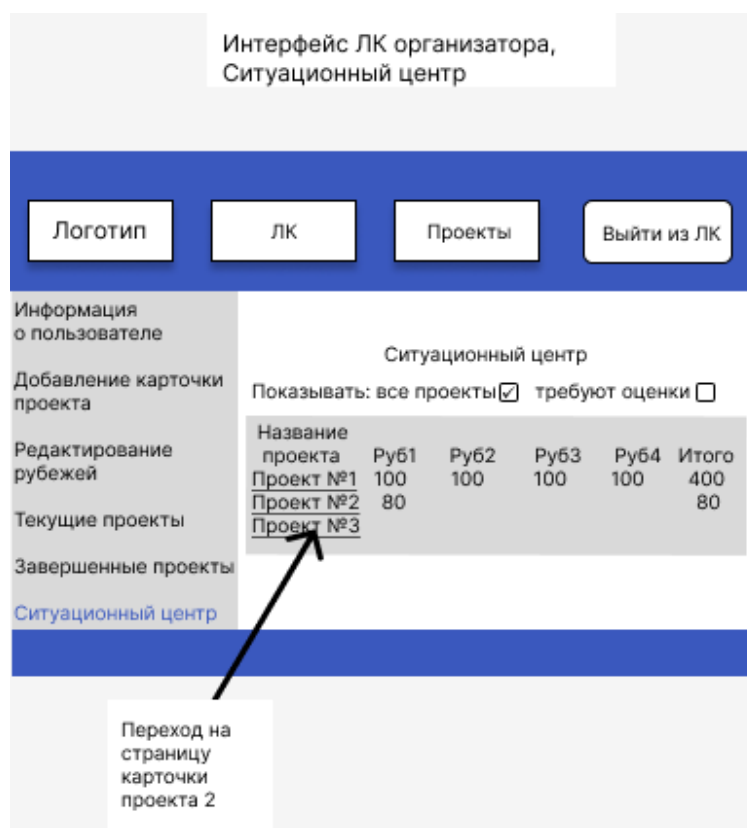 Интерфейс ЛК организатора,
Ситуационный центр
Логотип
ЛК
Проекты
Выйти из ЛК
Информация
о пользователе
Добавление карточки
проекта
Редактирование
рубежей
Текущие проекты
Завершенные проекты
Ситуационный центр
Ситуационный центр
Показывать: все проекты требуют оценки
Название
проекта Руб1 Руб2 Руб3 Руб4 Итого
Проект №1 100 100 100 100 400
Проект №2 80 80
Проект №3
Переход на
страницу
карточки
проекта 2